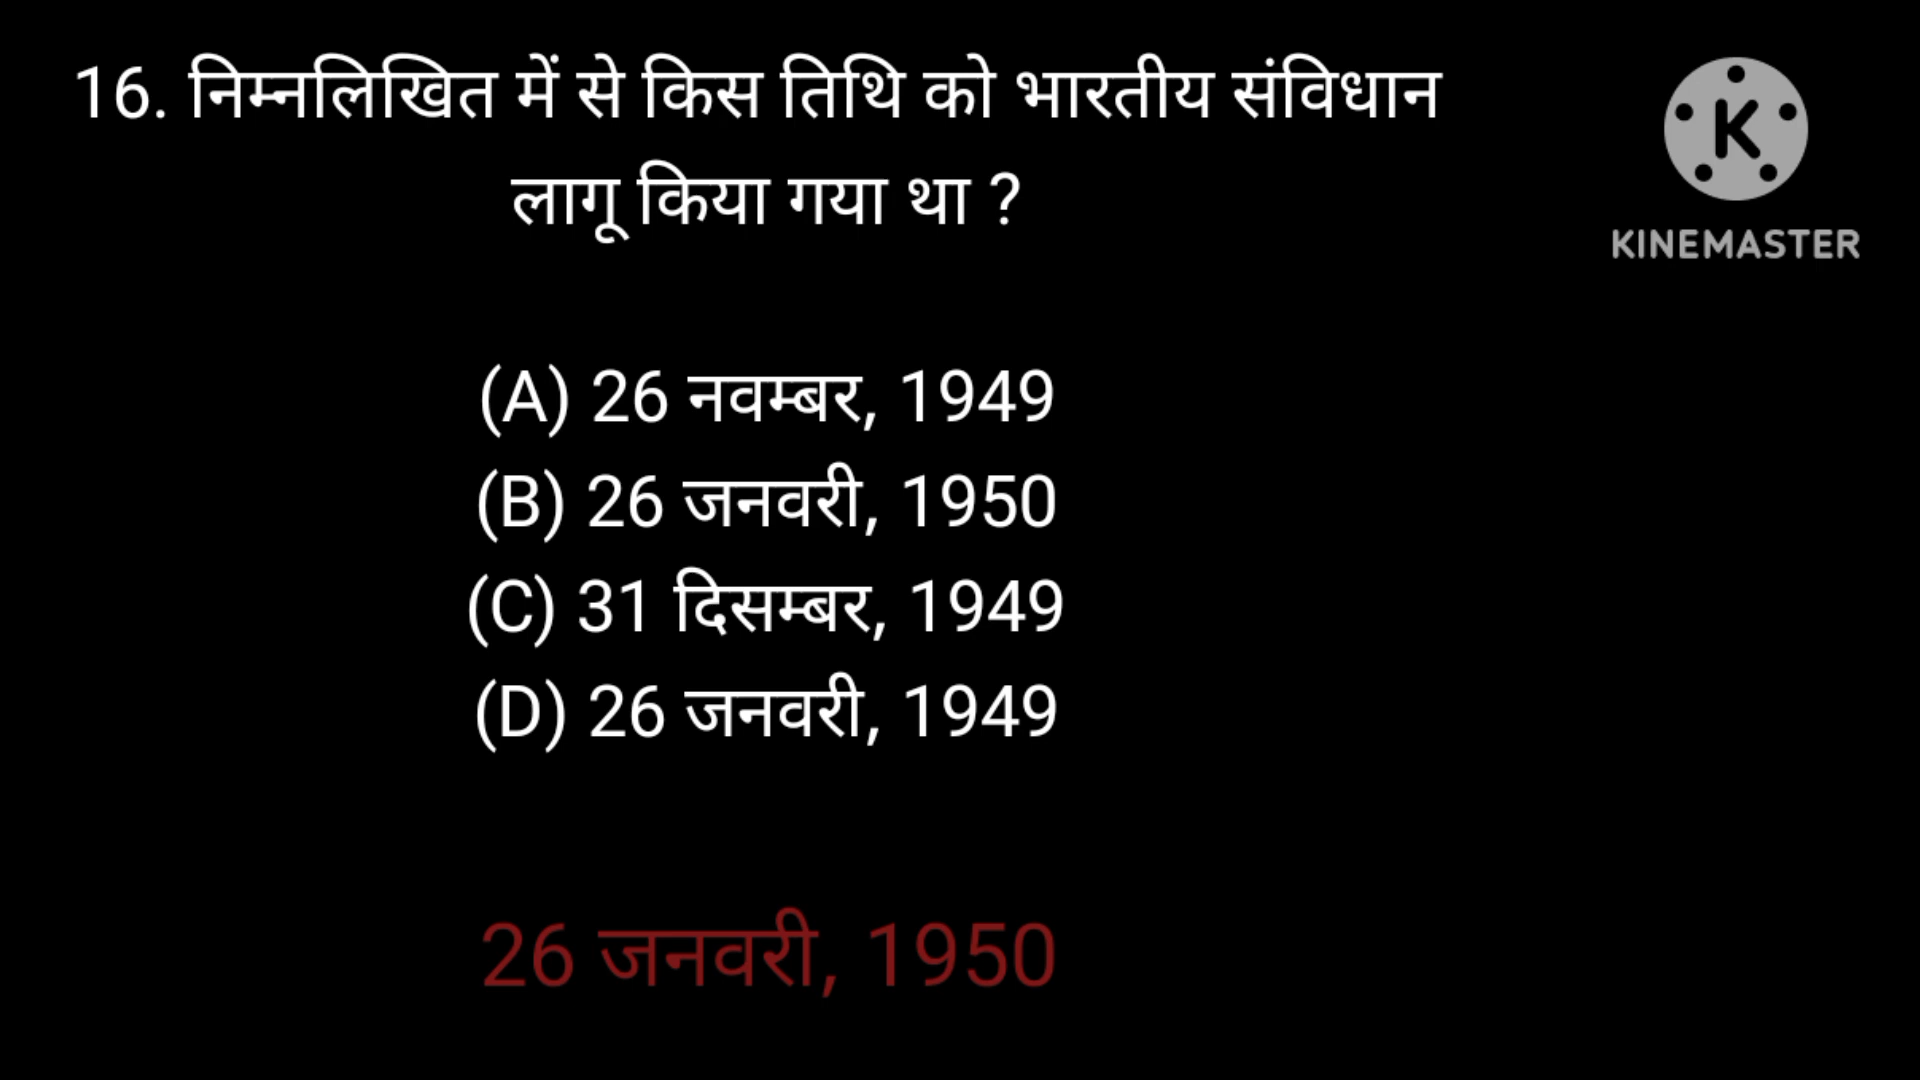 16. निम्नलिखित में से किस तिथि को भारतीय संविधान
लागू किया गया था ?
K
KINEMASTER
(A) 26 नवम्बर, 1949
(B) 26 जनवरी, 1950
(C) 31 दिसम्बर, 1949
(D) 26 जनवरी, 1949
26 जनवरी, 1950